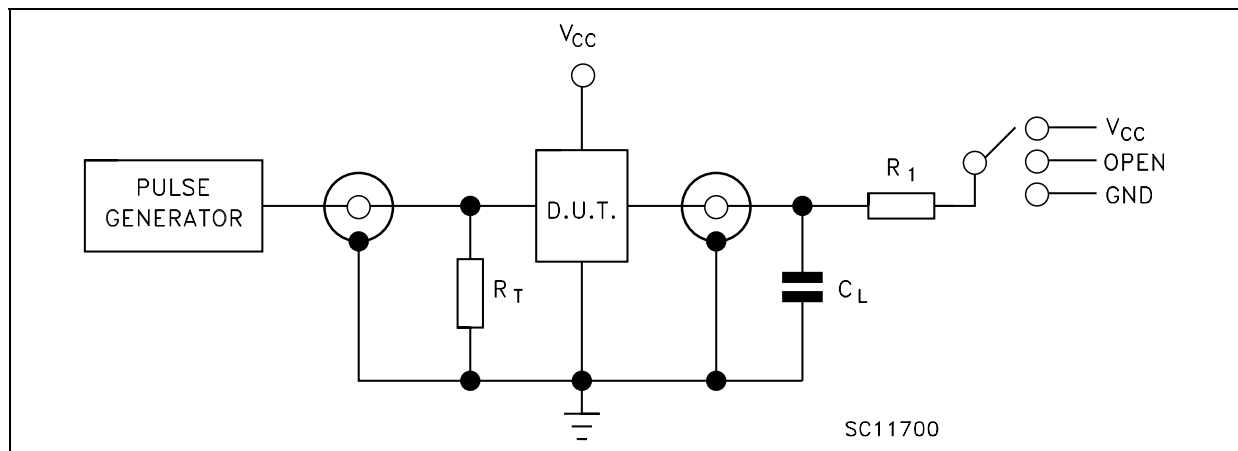 VCC
PULSE
GENERATOR
D.U.T.
RT
CL
R1
VCC
OPEN
GND
SC11700